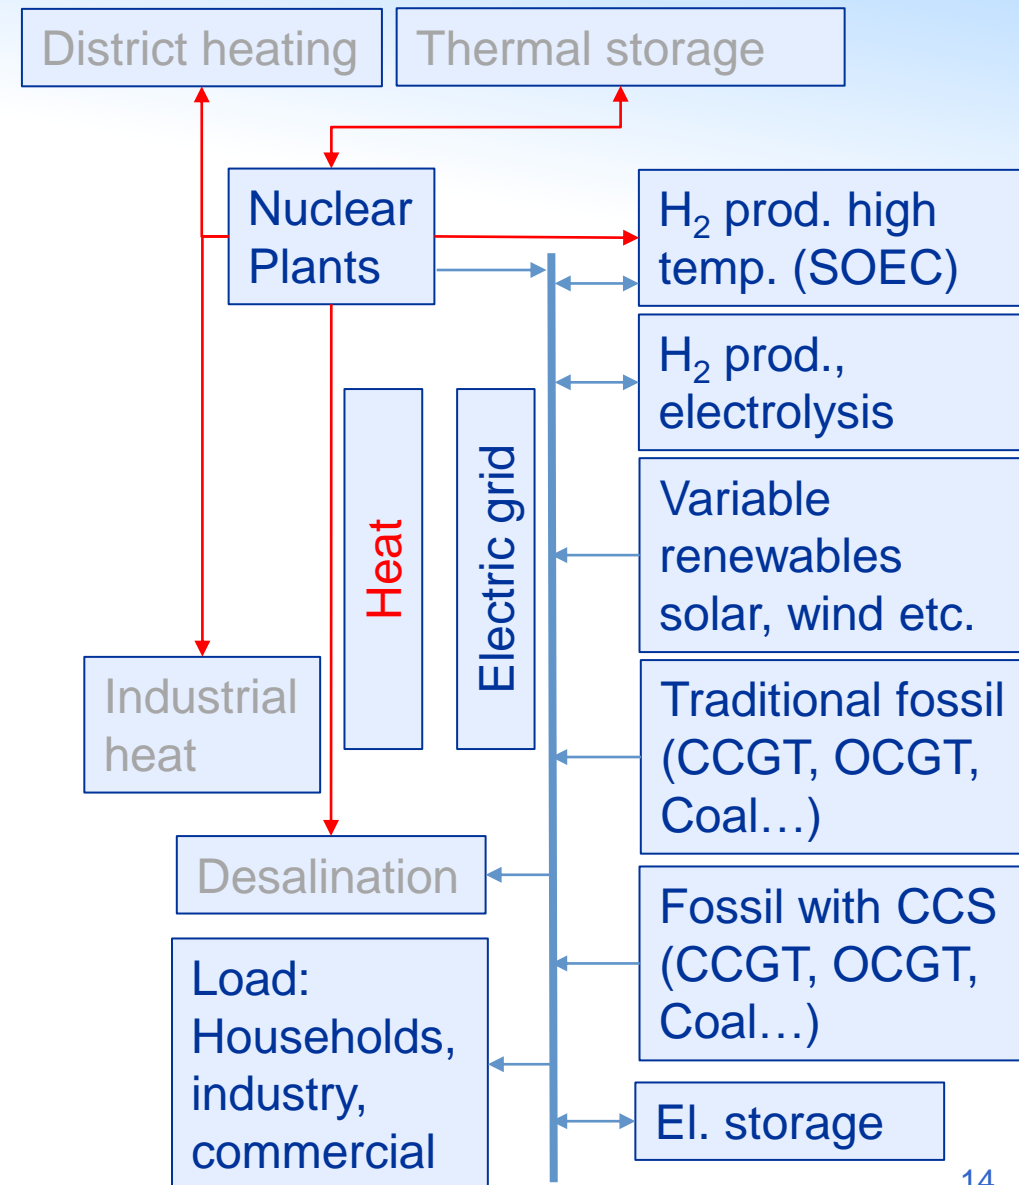 District heating
Thermal storage
Nuclear
Plants
H₂ prod. high
temp. (SOEC)
H₂ prod.,
electrolysis
Heat
Electric grid
Variable
renewables
solar, wind etc.
Industrial
heat
Traditional fossil
(CCGT, OCGT,
Coal…)
Desalination
Fossil with CCS
(CCGT, OCGT,
Coal…)
Load:
Households,
industry,
commercial
El. storage
14